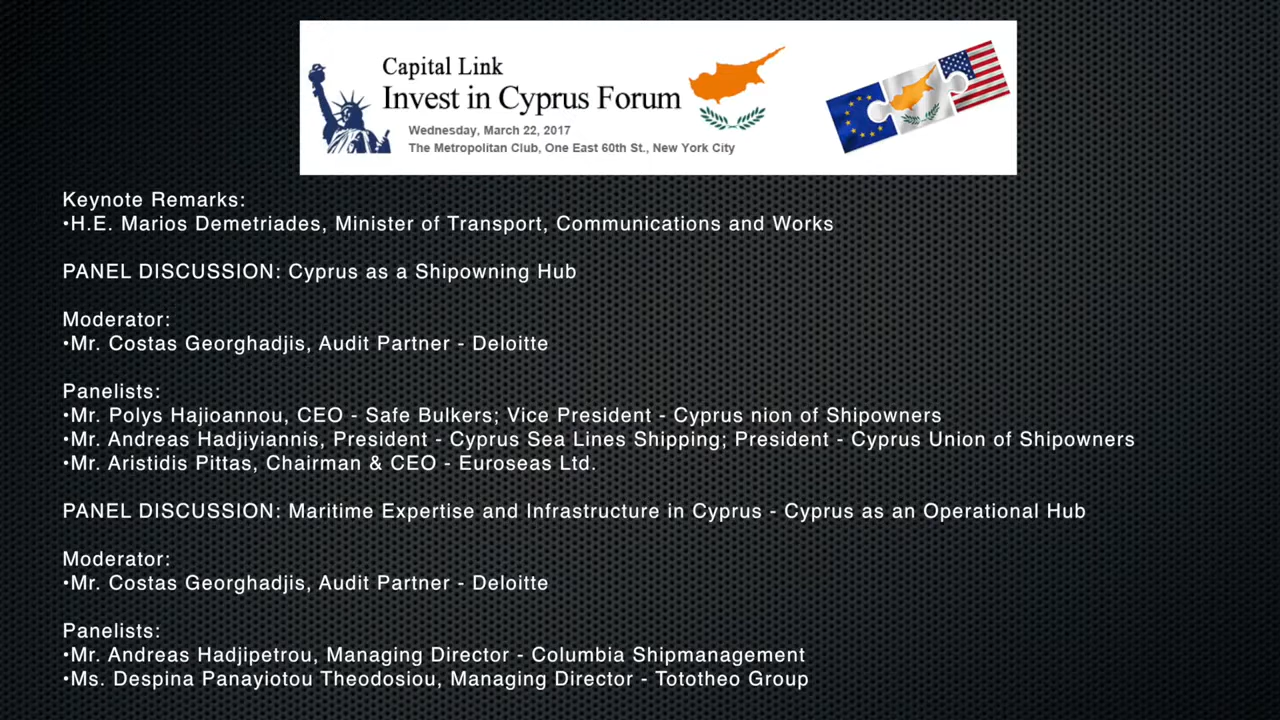 Capital Link
Invest in Cyprus Forum
Wednesday, March 22, 2017
The Metropolitan Club, One East 60th St., New York City
Keynote Remarks:
•H.E. Marios Demetriades, Minister of Transport, Communications and Works
PANEL DISCUSSION: Cyprus as a Shipowning Hub
Moderator:
•Mr. Costas Georghadjis, Audit Partner - Deloitte
Panelists:
•Mr. Polys Hajioannou, CEO - Safe Bulkers; Vice President - Cyprus nion of Shipowners
•Mr. Andreas Hadjiyiannis, President - Cyprus Sea Lines Shipping; President - Cyprus Union of Shipowners
•Mr. Aristidis Pittas, Chairman & CEO - Euroseas Ltd.
PANEL DISCUSSION: Maritime Expertise and Infrastructure in Cyprus - Cyprus as an Operational Hub
Moderator:
•Mr. Costas Georghadjis, Audit Partner - Deloitte
Panelists:
•Mr. Andreas Hadjipetrou, Managing Director - Columbia Shipmanagement
•Ms. Despina Panayiotou Theodosiou, Managing Director - Tototheo Group